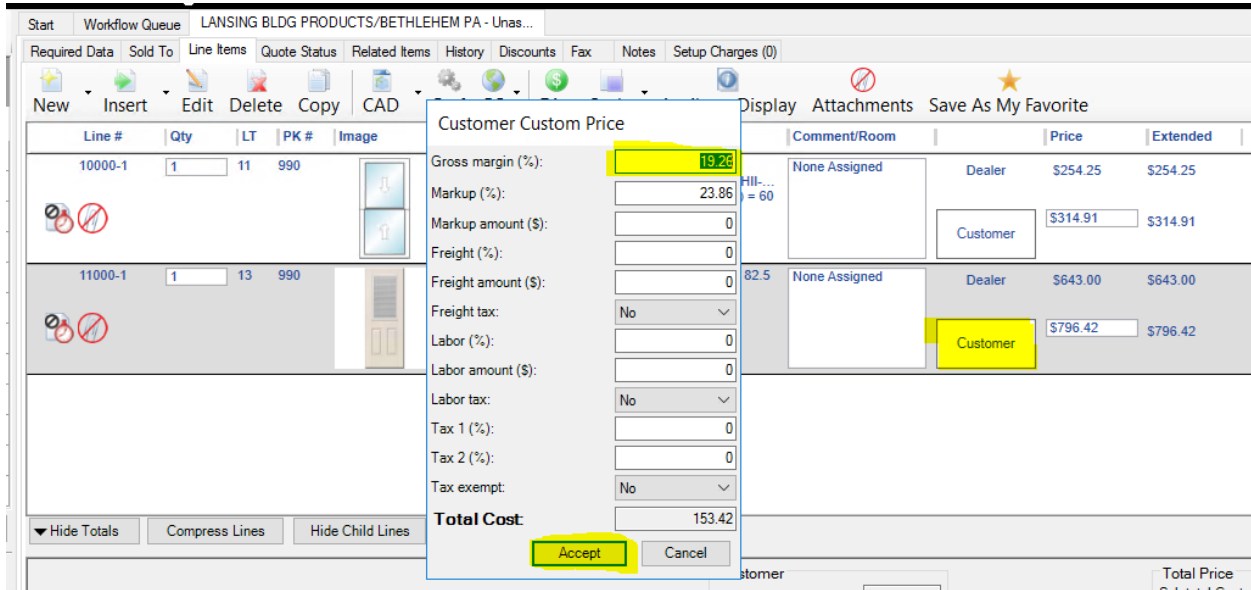 Start Workflow Queue LANSING BLDG PRODUCTS/BETHLEHEM PA - Unas...
Required Data Sold To Line Items Quote Status Related Items History Discounts Fax Notes Setup Charges (0)
New Insert Edit Delete Copy CAD Display Attachments Save As My Favorite
Line # Qty LT PK # Image Comment/Room Price Extended
10000-1 1 11 990 HII-... None Assigned Dealer $254.25 $254.25
) = 60
Customer $314.91 $314.91
11000-1 1 13 990 82.5 None Assigned Dealer $643.00 $643.00
Customer $796.42 $796.42
Customer Custom Price
Gross margin (%): 19.26
Markup (%): 23.86
Markup amount ($): 0
Freight (%): 0
Freight amount ($): 0
Freight tax: No
Labor (%): 0
Labor amount ($): 0
Labor tax: No
Tax 1 (%): 0
Tax 2 (%): 0
Tax exempt: No
Total Cost: 153.42
Accept Cancel
Hide Totals Compress Lines Hide Child Lines
stomer Total Price